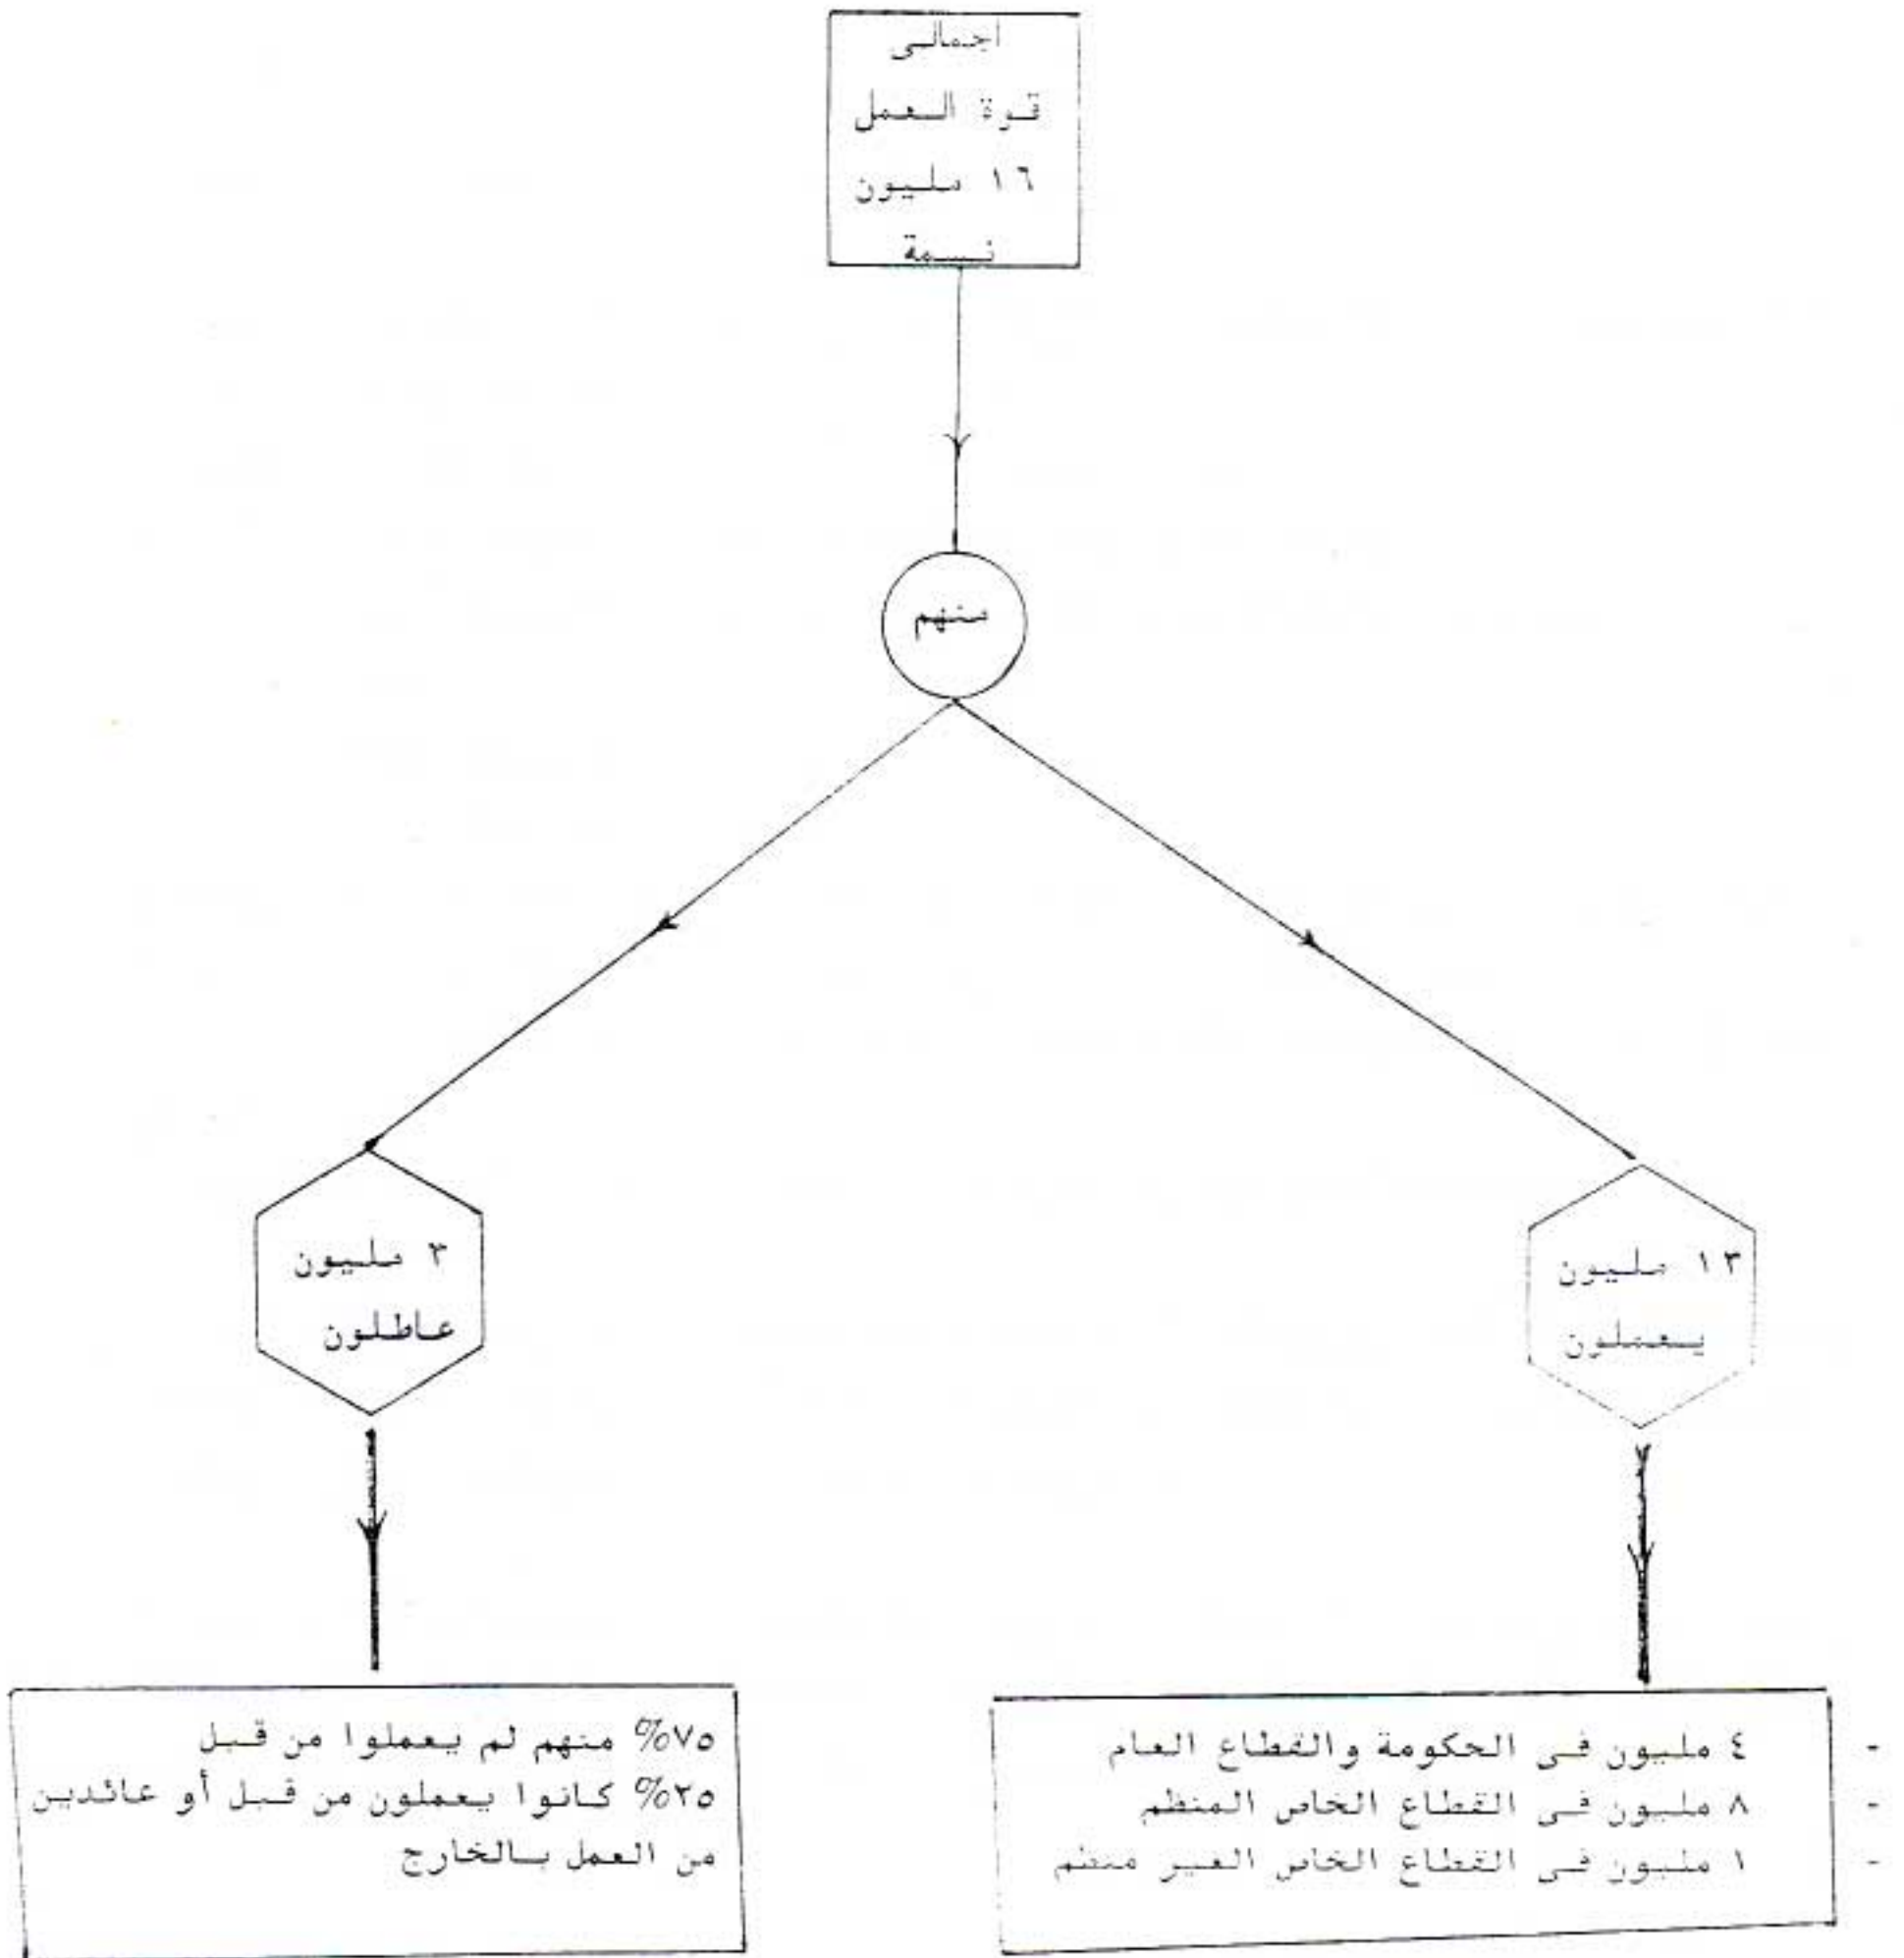 اجمالى
قوة العمل
١٦ مليون
نسمة
منهم
١٣ مليون
يعملون
٣ مليون
عاطلون
- ٤ مليون فى الحكومة والقطاع العام
- ٨ مليون فى القطاع الخاص المنظم
- ١ مليون فى القطاع الخاص الغير منظم
٧٥% منهم لم يعملوا من قبل
٢٥% كانوا يعملون من قبل أو عائدين
من العمل بالخارج